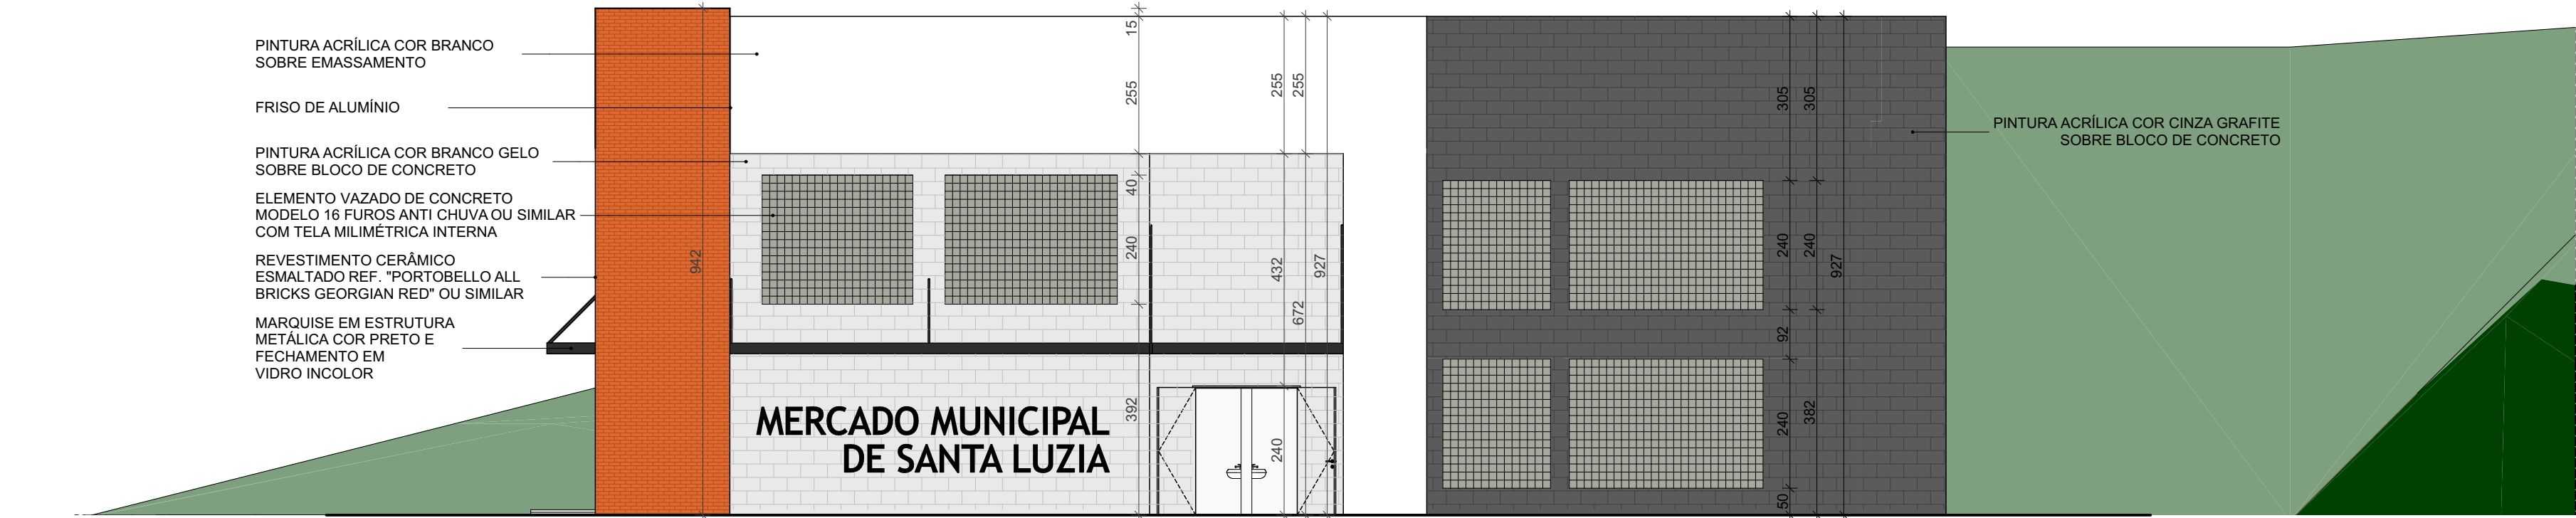 PINTURA ACRÍLICA COR BRANCO
SOBRE EMASSAMENTO
FRISO DE ALUMÍNIO
PINTURA ACRÍLICA COR BRANCO GELO
SOBRE BLOCO DE CONCRETO
ELEMENTO VAZADO DE CONCRETO
MODELO 16 FUROS ANTI CHUVA OU SIMILAR
COM TELA MILIMÉTRICA INTERNA
REVESTIMENTO CERÂMICO
ESMALTADO REF. "PORTOBELLO ALL
BRICKS GEORGIAN RED" OU SIMILAR
MARQUISE EM ESTRUTURA
METÁLICA COR PRETO E
FECHAMENTO EM
VIDRO INCOLOR
942
MERCADO MUNICIPAL
DE SANTA LUZIA
15
255
40
240
392
255
432
240
255
672
927
305
240
92
240
50
305
240
382
927
PINTURA ACRÍLICA COR CINZA GRAFITE
SOBRE BLOCO DE CONCRETO